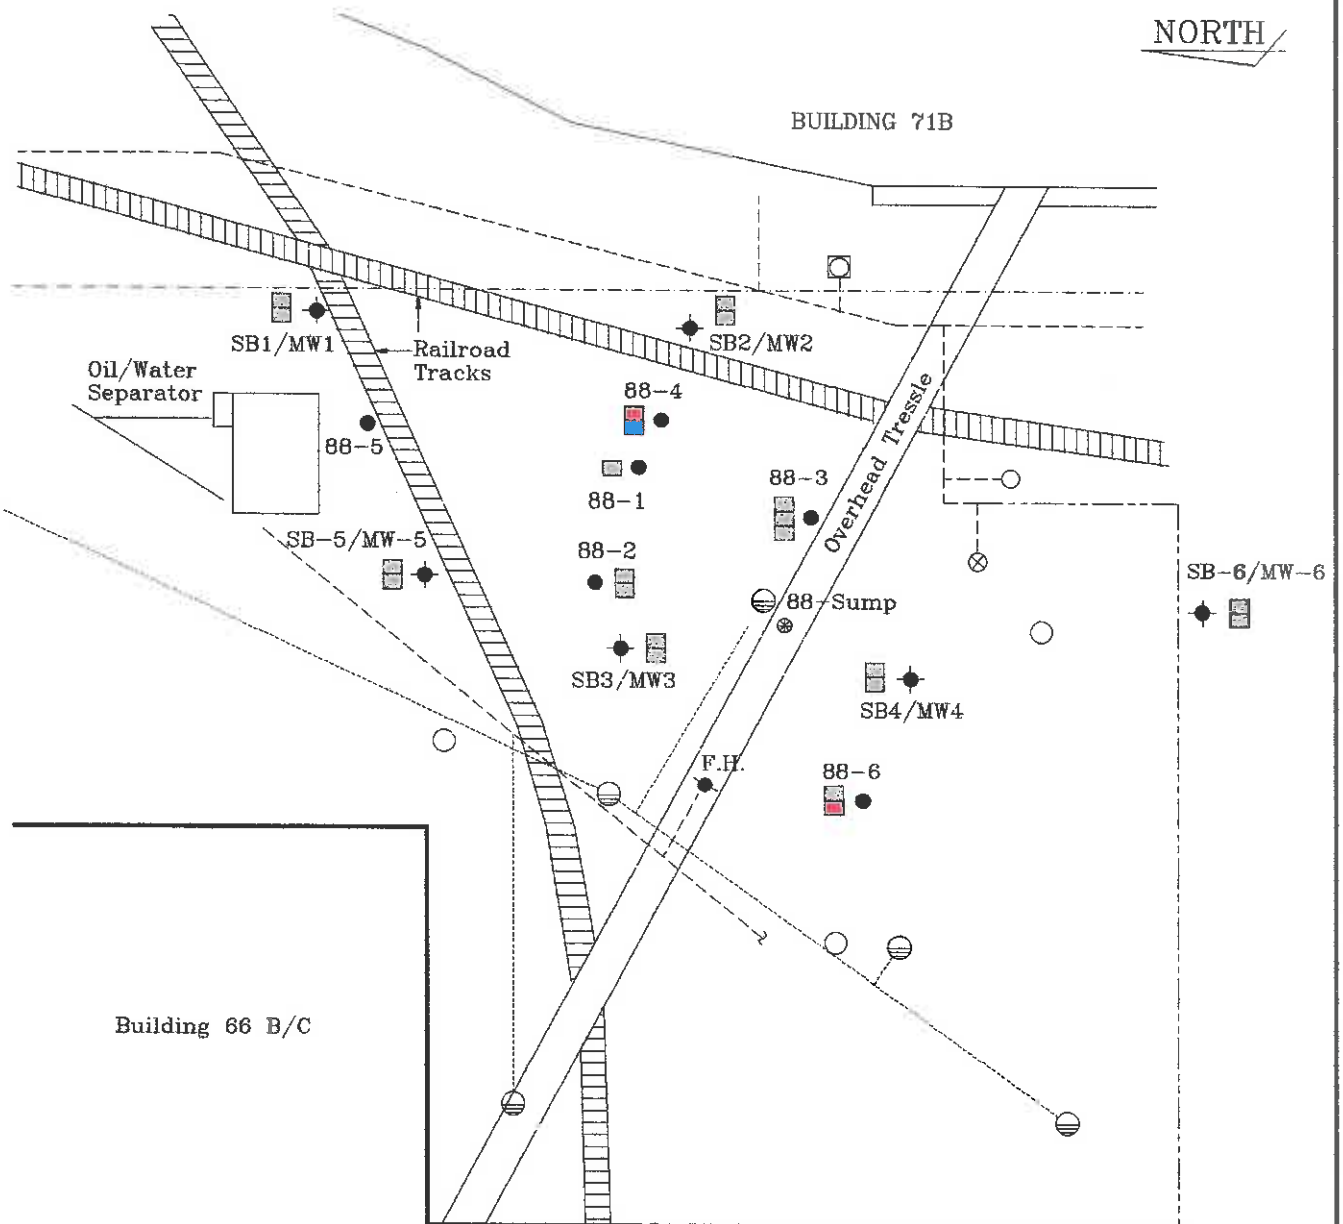 NORTH
BUILDING 71B
SB1/MW1
SB2/MW2
Railroad
Tracks
Oil/Water
Separator
88-4
88-5
88-1
88-3
Overhead Tressle
SB-5/MW-5
88-2
SB-6/MW-6
88-Sump
SB3/MW3
SB4/MW4
F.H.
88-6
Building 66 B/C